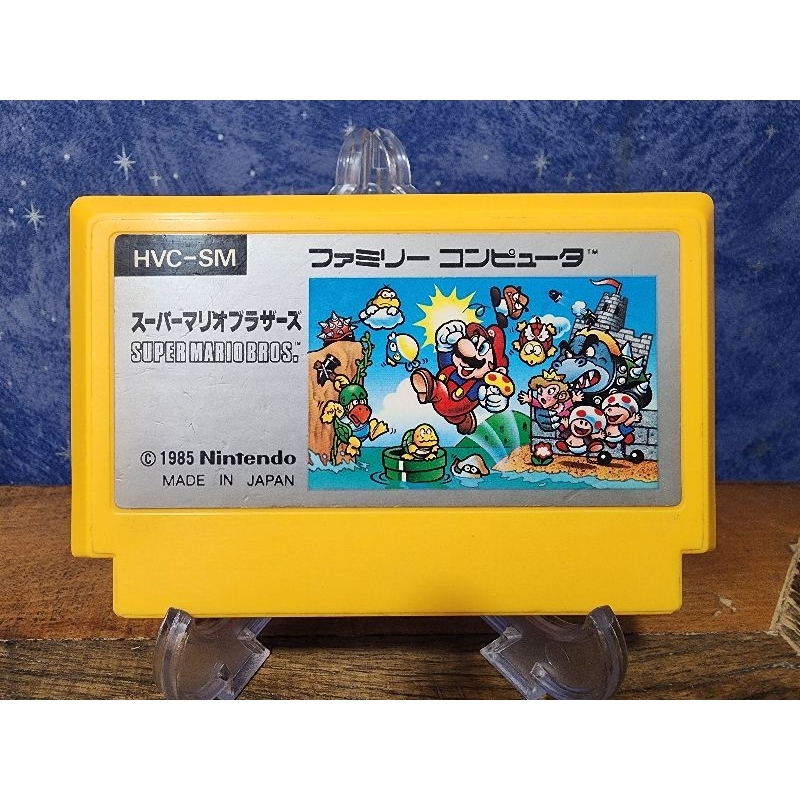 HVC-SM
ファミリー コンピュータ™
スーパーマリオブラザーズ
SUPER MARIO BROS.™
© 1985 Nintendo
MADE IN JAPAN